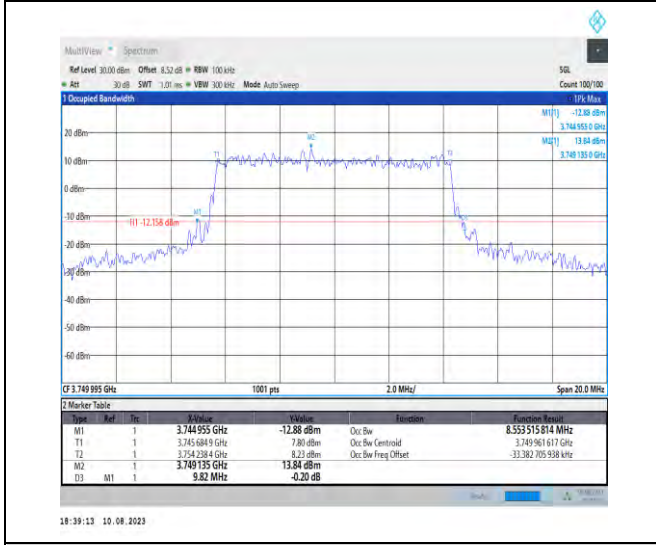 MultiView Spectrum
Ref Level 30.00 dBm Offset 8.52 dB RBW 100 kHz SGL
Att 30 dB SWT 1.01 ms VBW 300 kHz Mode Auto Sweep Count 100/100
1 Occupied Bandwidth 1Pk Max
M1[1] -12.88 dBm
3.744 955 0 GHz
M2[1] 13.84 dBm
3.749 135 0 GHz
20 dBm
M2
T1
T2
10 dBm
0 dBm
-10 dBm
M1
H1 -12.158 dBm
-20 dBm
-30 dBm
-40 dBm
-50 dBm
-60 dBm
CF 3.749 995 GHz 1001 pts 2.0 MHz/ Span 20.0 MHz
2 Marker Table
Type Ref Trc X-Value Y-Value Function Function Result
M1 1 3.744 955 GHz -12.88 dBm Occ Bw 8.553 515 814 MHz
T1 1 3.745 684 9 GHz 7.80 dBm Occ Bw Centroid 3.749 961 617 GHz
T2 1 3.754 238 4 GHz 8.23 dBm Occ Bw Freq Offset -33.382 705 938 kHz
M2 1 3.749 135 GHz 13.84 dBm
D3 M1 1 9.82 MHz -0.20 dB
18:39:13 10.08.2023